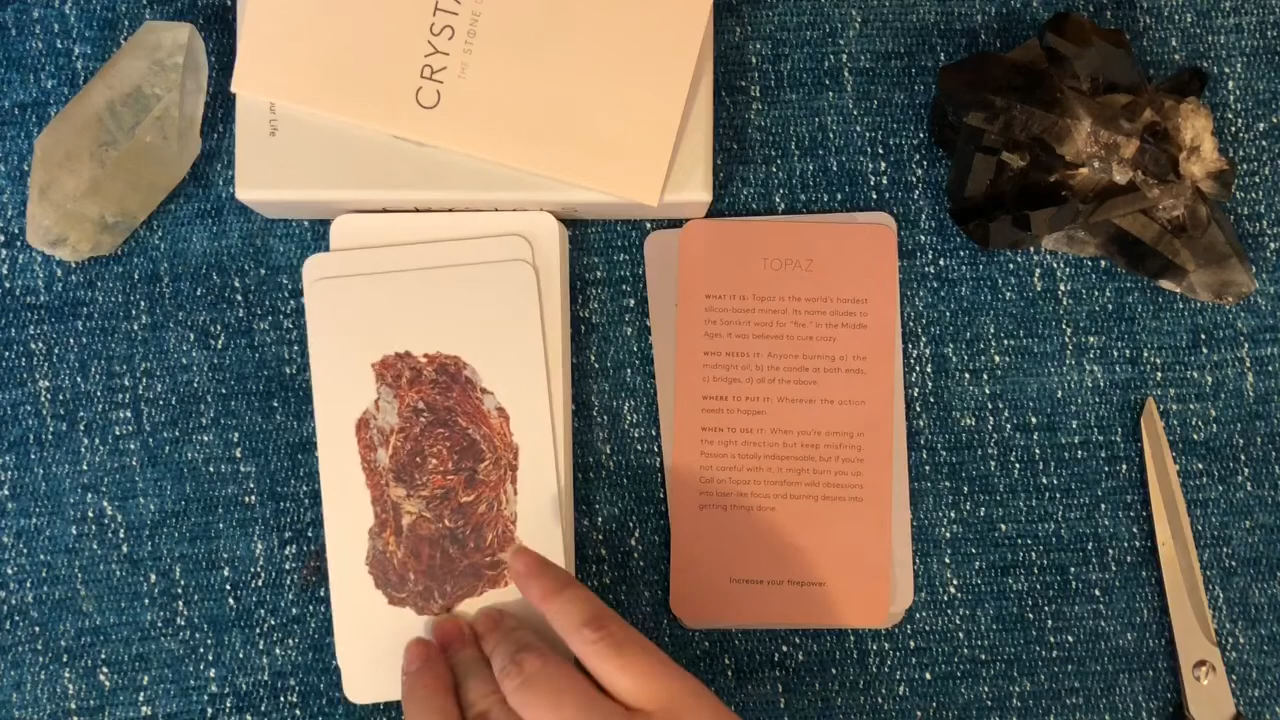 CRYST
THE STONE
ur Life
CRYSTALS
TOPAZ
WHAT IT IS: Topaz is the world's hardest
silicon-based mineral. Its name alludes to
the Sanskrit word for "fire." In the Middle
Ages, it was believed to cure crazy.
WHO NEEDS IT: Anyone burning a) the
midnight oil, b) the candle at both ends,
c) bridges, d) all of the above.
WHERE TO PUT IT: Wherever the action
needs to happen.
WHEN TO USE IT: When you're aiming in
the right direction but keep misfiring.
Passion is totally indispensable, but if you're
not careful with it, it might burn you up.
Call on Topaz to transform wild obsessions
into laser-like focus and burning desires into
getting things done.
Increase your firepower.